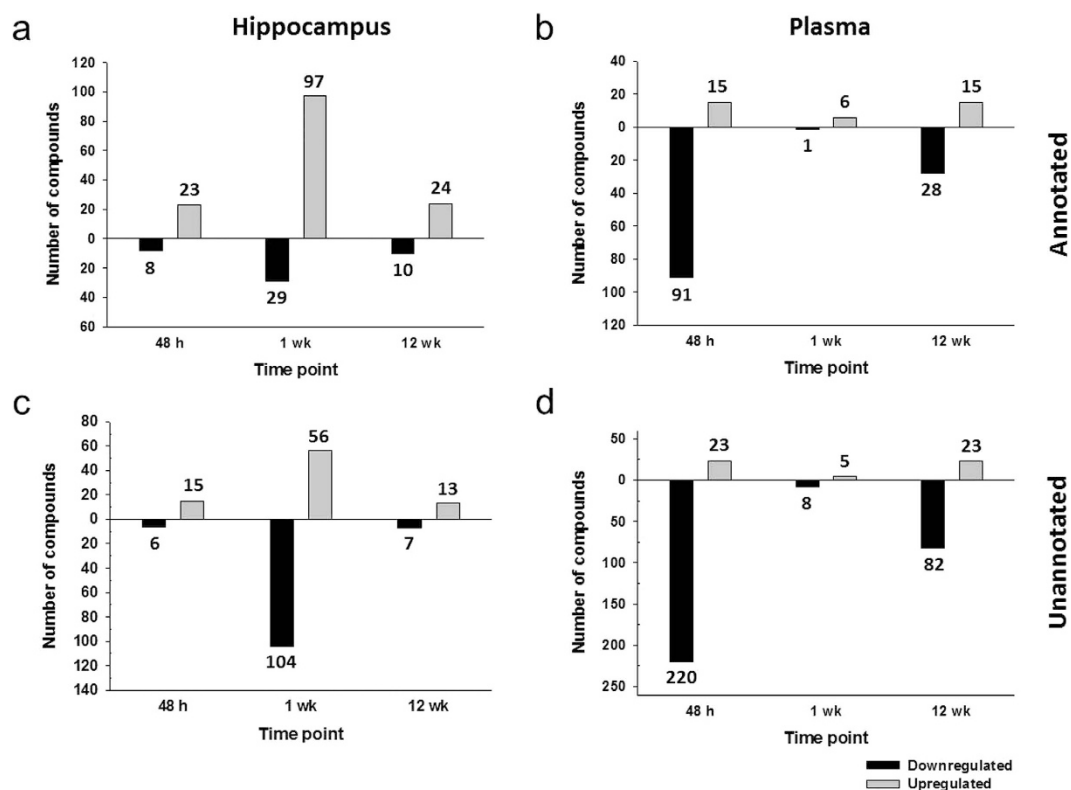 a
Hippocampus
Number of compounds
120
100
80
60
40
20
0
20
40
60
23
97
24
8
29
10
48 h
1 wk
12 wk
Time point
b
Plasma
Number of compounds
40
20
0
20
40
60
80
100
120
15
6
15
91
1
28
48 h
1 wk
12 wk
Time point
Annotated
c
Number of compounds
80
60
40
20
0
20
40
60
80
100
120
140
15
56
13
6
104
7
48 h
1 wk
12 wk
Time point
d
Number of compounds
50
0
50
100
150
200
250
23
5
23
220
8
82
48 h
1 wk
12 wk
Time point
Unannotated
Downregulated
Upregulated